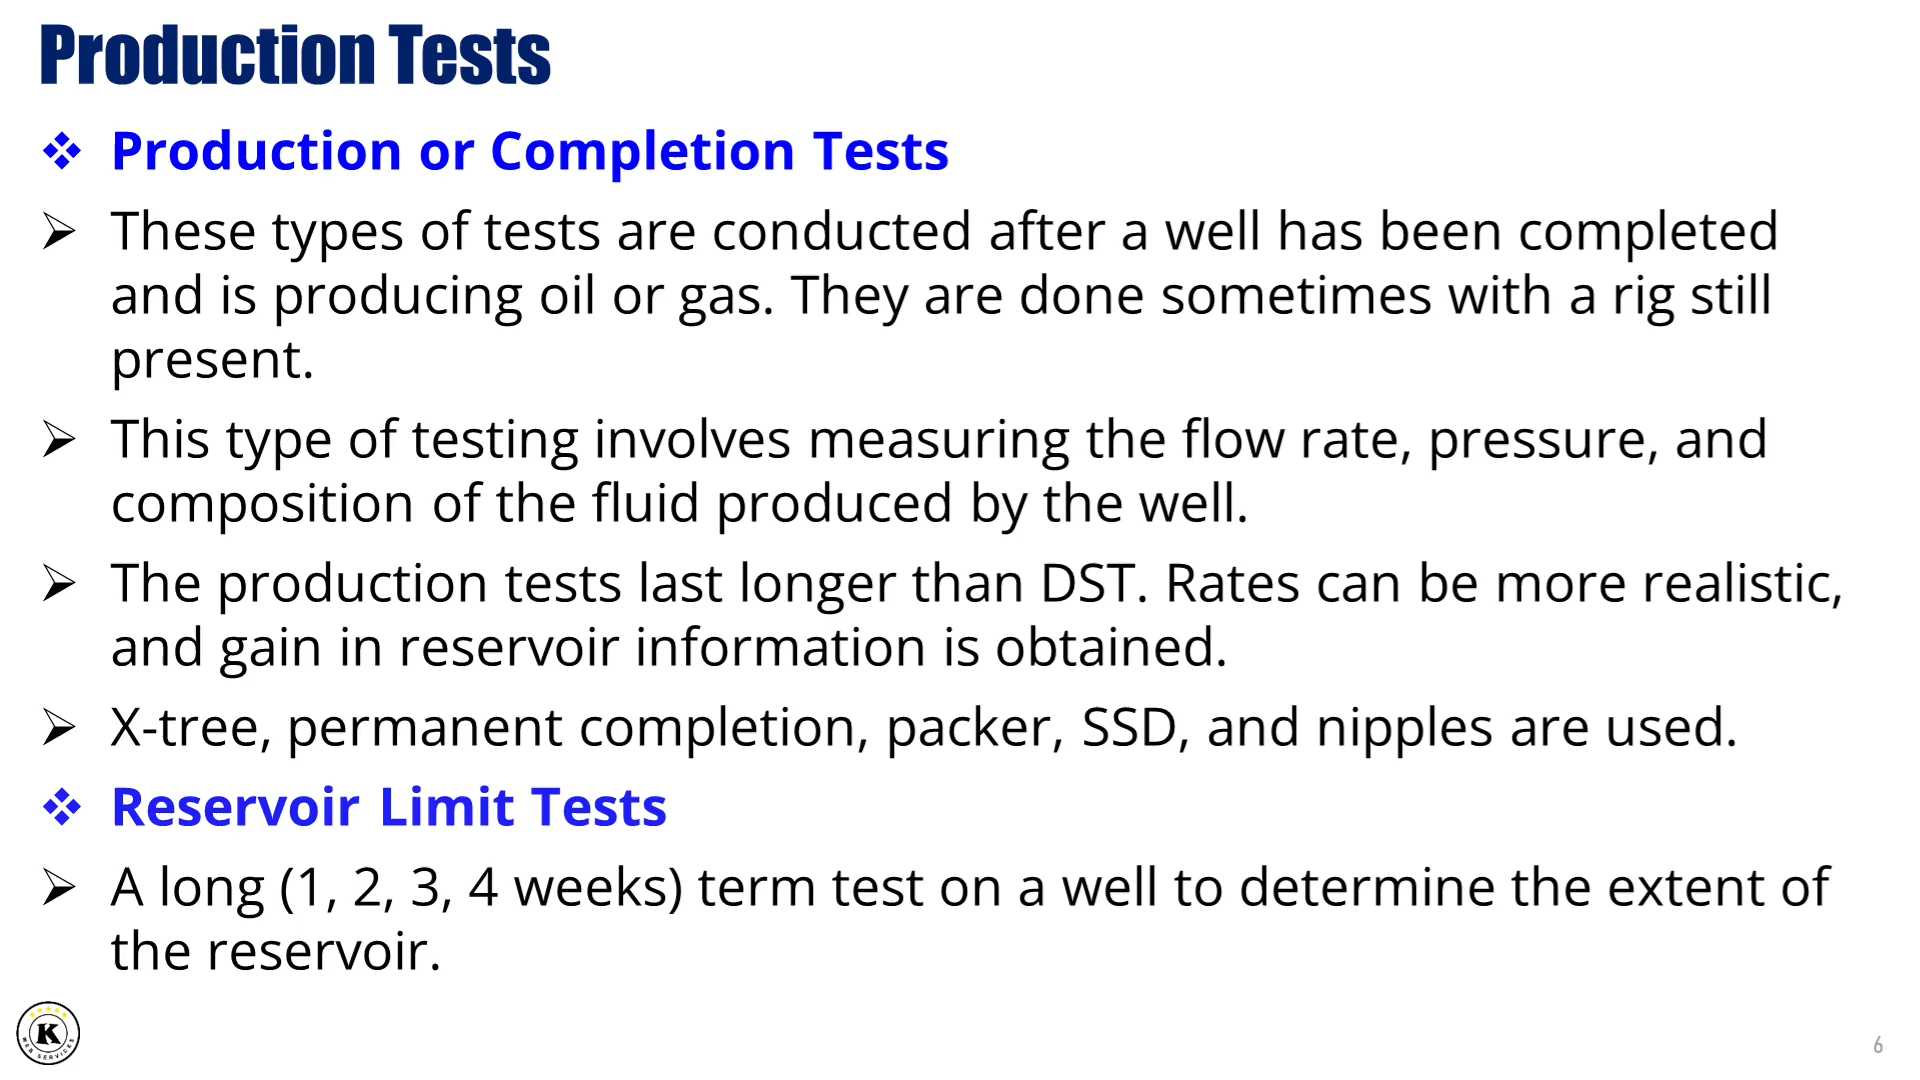 Production Tests
❖ Production or Completion Tests
➢ These types of tests are conducted after a well has been completed
and is producing oil or gas. They are done sometimes with a rig still
present.
➢ This type of testing involves measuring the flow rate, pressure, and
composition of the fluid produced by the well.
➢ The production tests last longer than DST. Rates can be more realistic,
and gain in reservoir information is obtained.
➢ X-tree, permanent completion, packer, SSD, and nipples are used.
❖ Reservoir Limit Tests
➢ A long (1, 2, 3, 4 weeks) term test on a well to determine the extent of
the reservoir.
K
WEB SERVICES
6